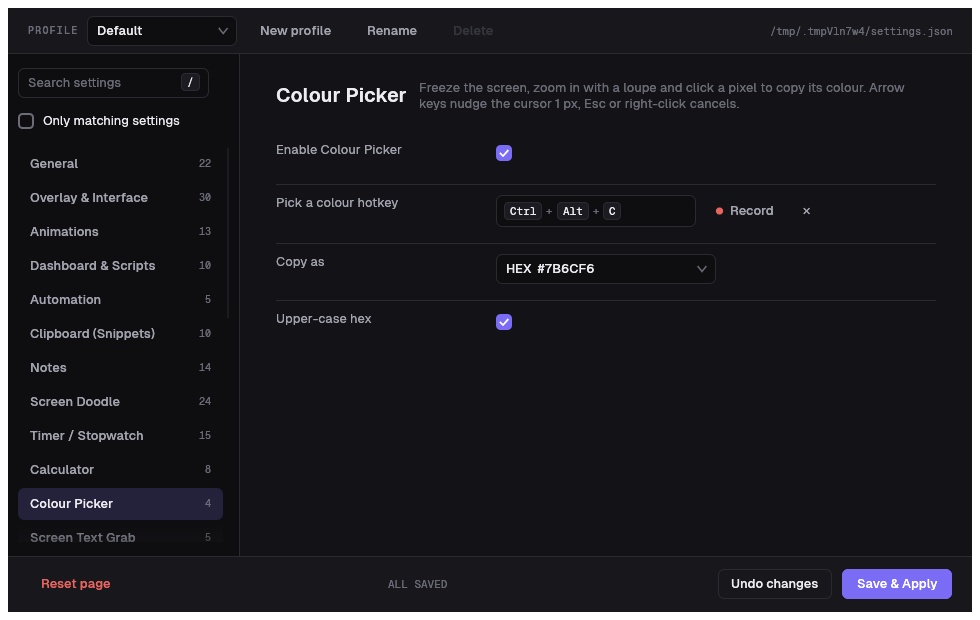 PROFILE Default New profile Rename Delete /tmp/.tmpVln7w4/settings.json
Search settings /
Only matching settings
General 22
Overlay & Interface 30
Animations 13
Dashboard & Scripts 10
Automation 5
Clipboard (Snippets) 10
Notes 14
Screen Doodle 24
Timer / Stopwatch 15
Calculator 8
Colour Picker 4
Screen Text Grab 5
Colour Picker
Freeze the screen, zoom in with a loupe and click a pixel to copy its colour. Arrow
keys nudge the cursor 1 px, Esc or right-click cancels.
Enable Colour Picker
Pick a colour hotkey Ctrl + Alt + C Record ×
Copy as HEX #7B6CF6
Upper-case hex
Reset page ALL SAVED Undo changes Save & Apply